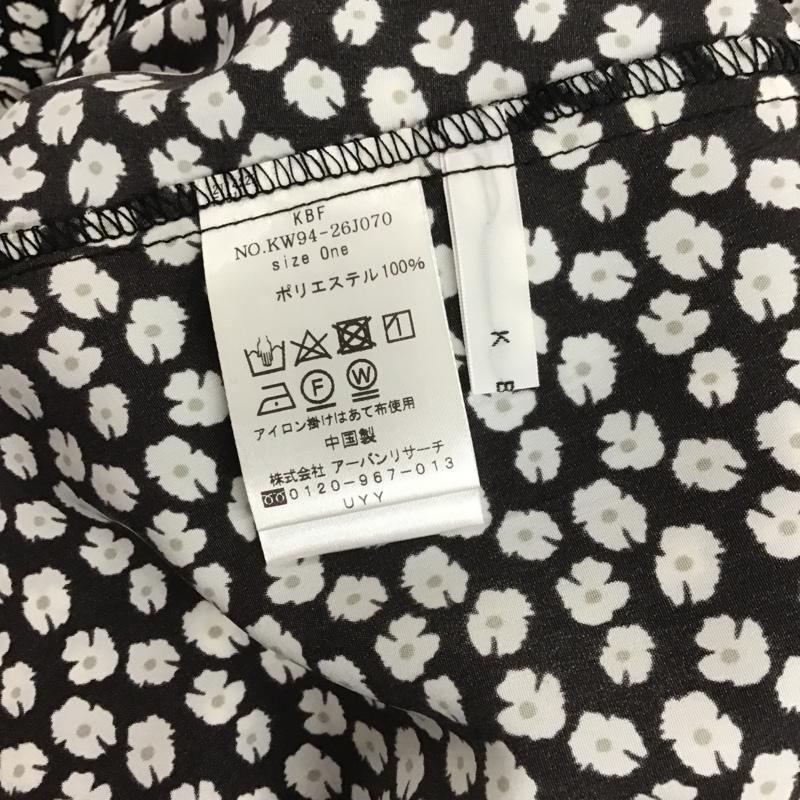 KBF
NO.KW94-26J070
size One
ポリエステル100%
F
W
アイロン掛けはあて布使用
中国製
株式会社 アーバンリサーチ
0120-967-013
UYY
K